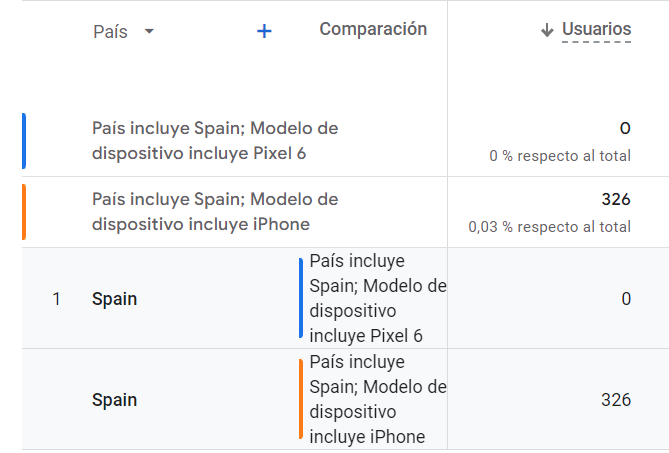 País
Comparación
Usuarios
País incluye Spain; Modelo de
dispositivo incluye Pixel 6
0
0 % respecto al total
País incluye Spain; Modelo de
dispositivo incluye iPhone
326
0,03 % respecto al total
1
Spain
País incluye
Spain; Modelo de
dispositivo
incluye Pixel 6
0
Spain
País incluye
Spain; Modelo de
dispositivo
incluye iPhone
326